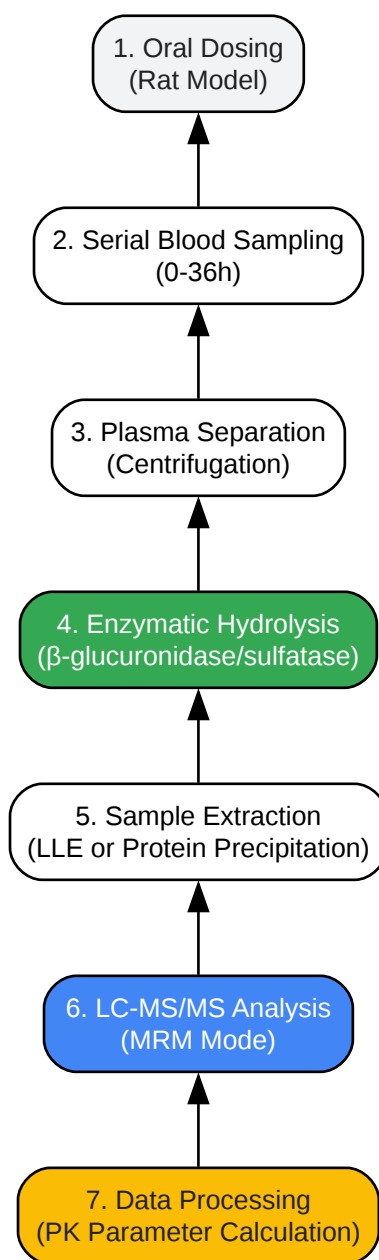 1. Oral Dosing
(Rat Model)
2. Serial Blood Sampling
(0-36h)
3. Plasma Separation
(Centrifugation)
4. Enzymatic Hydrolysis
(β-glucuronidase/sulfatase)
5. Sample Extraction
(LLE or Protein Precipitation)
6. LC-MS/MS Analysis
(MRM Mode)
7. Data Processing
(PK Parameter Calculation)